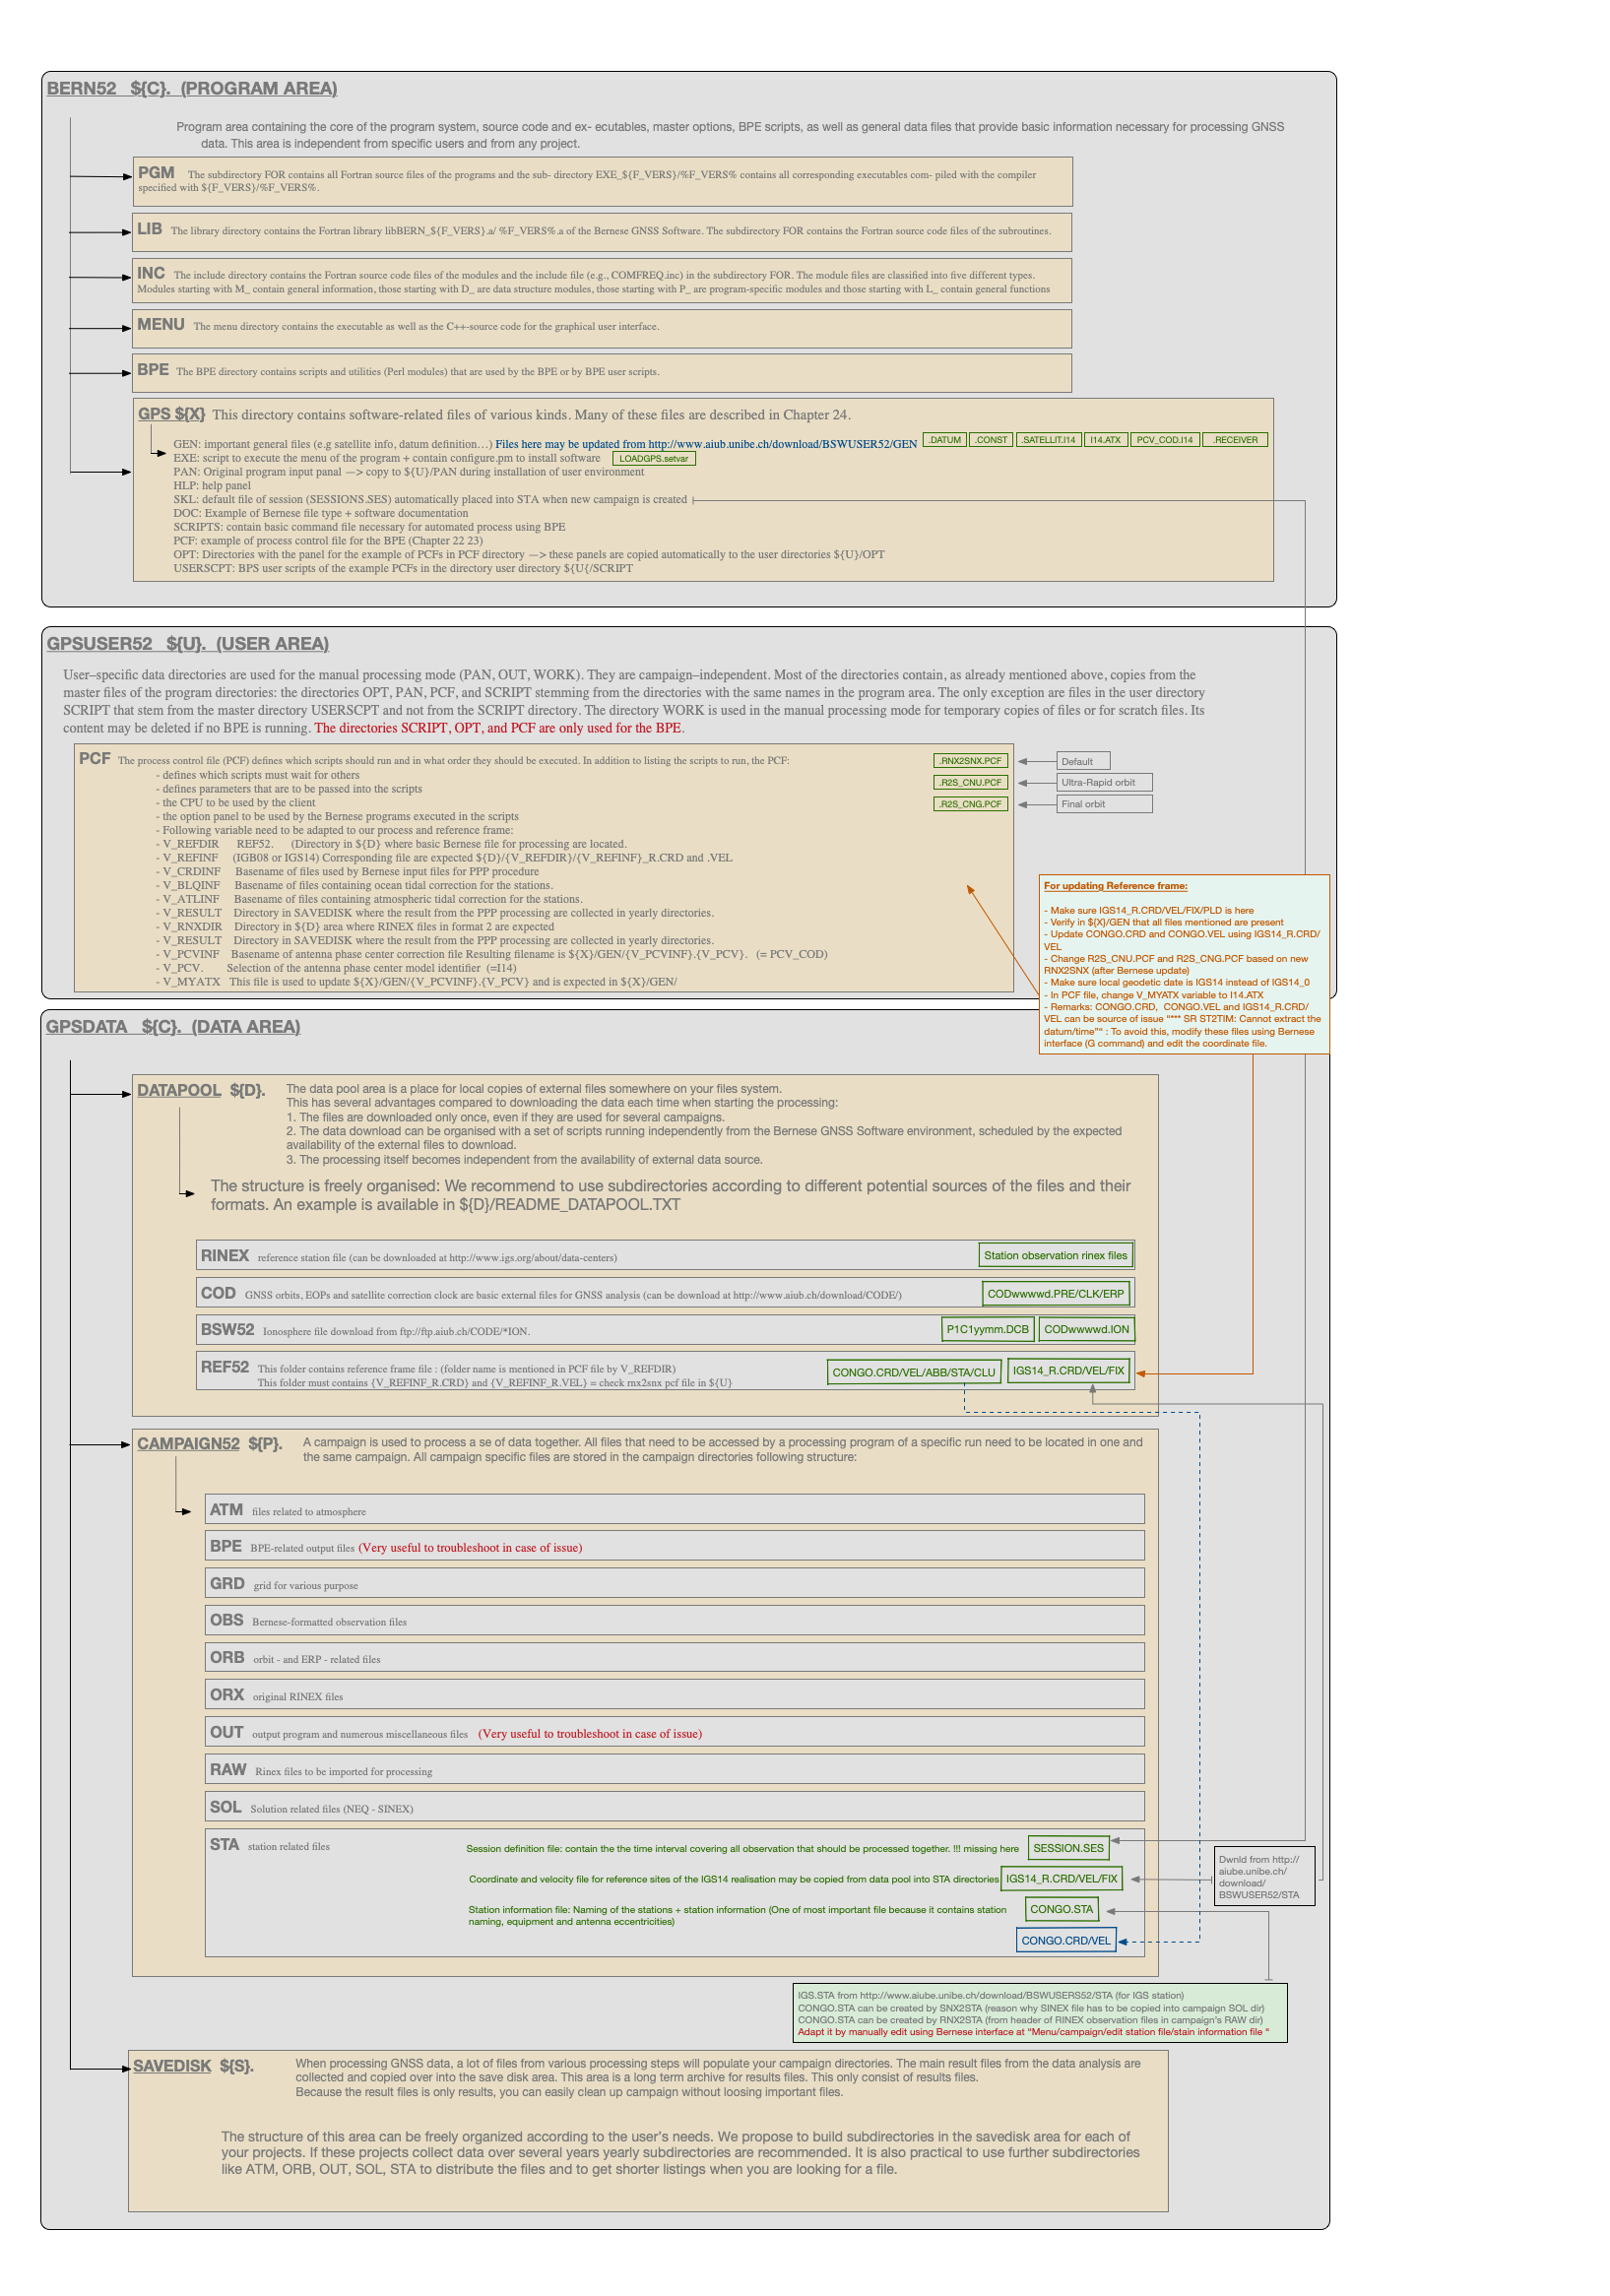 BERN52 ${C}. (PROGRAM AREA)
Program area containing the core of the program system, source code and ex- ecutables, master options, BPE scripts, as well as general data files that provide basic information necessary for processing GNSS
data. This area is independent from specific users and from any project.
PGM The subdirectory FOR contains all Fortran source files of the programs and the sub- directory EXE_${F_VERS}/%F_VERS% contains all corresponding executables com- piled with the compiler
specified with ${F_VERS}/%F_VERS%.
LIB The library directory contains the Fortran library libBERN_${F_VERS}.a/ %F_VERS%.a of the Bernese GNSS Software. The subdirectory FOR contains the Fortran source code files of the subroutines.
INC The include directory contains the Fortran source code files of the modules and the include file (e.g., COMFREQ.inc) in the subdirectory FOR. The module files are classified into five different types.
Modules starting with M_ contain general information, those starting with D_ are data structure modules, those starting with P_ are program-specific modules and those starting with L_ contain general functions
MENU The menu directory contains the executable as well as the C++-source code for the graphical user interface.
BPE The BPE directory contains scripts and utilities (Perl modules) that are used by the BPE or by BPE user scripts.
GPS ${X} This directory contains software-related files of various kinds. Many of these files are described in Chapter 24.
GEN: important general files (e.g satellite info, datum definition…) Files here may be updated from http://www.aiub.unibe.ch/download/BSWUSER52/GEN .DATUM .CONST .SATELLIT.I14 I14.ATX PCV_COD.I14 .RECEIVER
EXE: script to execute the menu of the program + contain configure.pm to install software LOADGPS.setvar
PAN: Original program input panal —> copy to ${U}/PAN during installation of user environment
HLP: help panel
SKL: default file of session (SESSIONS.SES) automatically placed into STA when new campaign is created
DOC: Example of Bernese file type + software documentation
SCRIPTS: contain basic command file necessary for automated process using BPE
PCF: example of process control file for the BPE (Chapter 22 23)
OPT: Directories with the panel for the example of PCFs in PCF directory —> these panels are copied automatically to the user directories ${U}/OPT
USERSCPT: BPS user scripts of the example PCFs in the directory user directory ${U{/SCRIPT
GPSUSER52 ${U}. (USER AREA)
User–specific data directories are used for the manual processing mode (PAN, OUT, WORK). They are campaign–independent. Most of the directories contain, as already mentioned above, copies from the
master files of the program directories: the directories OPT, PAN, PCF, and SCRIPT stemming from the directories with the same names in the program area. The only exception are files in the user directory
SCRIPT that stem from the master directory USERSCPT and not from the SCRIPT directory. The directory WORK is used in the manual processing mode for temporary copies of files or for scratch files. Its
content may be deleted if no BPE is running. The directories SCRIPT, OPT, and PCF are only used for the BPE.
PCF The process control file (PCF) defines which scripts should run and in what order they should be executed. In addition to listing the scripts to run, the PCF:
- defines which scripts must wait for others
- defines parameters that are to be passed into the scripts
- the CPU to be used by the client
- the option panel to be used by the Bernese programs executed in the scripts
- Following variable need to be adapted to our process and reference frame:
- V_REFDIR REF52. (Directory in ${D} where basic Bernese file for processing are located.
- V_REFINF (IGB08 or IGS14) Corresponding file are expected ${D}/{V_REFDIR}/{V_REFINF}_R.CRD and .VEL
- V_CRDINF Basename of files used by Bernese input files for PPP procedure
- V_BLQINF Basename of files containing ocean tidal correction for the stations.
- V_ATLINF Basename of files containing atmospheric tidal correction for the stations.
- V_RESULT Directory in SAVEDISK where the result from the PPP processing are collected in yearly directories.
- V_RNXDIR Directory in ${D} area where RINEX files in format 2 are expected
- V_RESULT Directory in SAVEDISK where the result from the PPP processing are collected in yearly directories.
- V_PCVINF Basename of antenna phase center correction file Resulting filename is ${X}/GEN/{V_PCVINF}.{V_PCV}. (= PCV_COD)
- V_PCV. Selection of the antenna phase center model identifier (=I14)
- V_MYATX This file is used to update ${X}/GEN/{V_PCVINF}.{V_PCV} and is expected in ${X}/GEN/
.RNX2SNX.PCF Default
.R2S_CNU.PCF Ultra-Rapid orbit
.R2S_CNG.PCF Final orbit
For updating Reference frame:
- Make sure IGS14_R.CRD/VEL/FIX/PLD is here
- Verify in ${X}/GEN that all files mentioned are present
- Update CONGO.CRD and CONGO.VEL using IGS14_R.CRD/
VEL
- Change R2S_CNU.PCF and R2S_CNG.PCF based on new
RNX2SNX (after Bernese update)
- Make sure local geodetic date is IGS14 instead of IGS14_0
- In PCF file, change V_MYATX variable to I14.ATX
- Remarks: CONGO.CRD, CONGO.VEL and IGS14_R.CRD/
VEL can be source of issue "*** SR ST2TIM: Cannot extract the
datum/time"" : To avoid this, modify these files using Bernese
interface (G command) and edit the coordinate file.
GPSDATA ${C}. (DATA AREA)
DATAPOOL ${D}. The data pool area is a place for local copies of external files somewhere on your files system.
This has several advantages compared to downloading the data each time when starting the processing:
1. The files are downloaded only once, even if they are used for several campaigns.
2. The data download can be organised with a set of scripts running independently from the Bernese GNSS Software environment, scheduled by the expected
availability of the external files to download.
3. The processing itself becomes independent from the availability of external data source.
The structure is freely organised: We recommend to use subdirectories according to different potential sources of the files and their
formats. An example is available in ${D}/README_DATAPOOL.TXT
RINEX reference station file (can be downloaded at http://www.igs.org/about/data-centers) Station observation rinex files
COD GNSS orbits, EOPs and satellite correction clock are basic external files for GNSS analysis (can be download at http://www.aiub.ch/download/CODE/) CODwwwwd.PRE/CLK/ERP
BSW52 Ionosphere file download from ftp://ftp.aiub.ch/CODE/*ION. P1C1yymm.DCB CODwwwwd.ION
REF52 This folder contains reference frame file : (folder name is mentioned in PCF file by V_REFDIR) CONGO.CRD/VEL/ABB/STA/CLU IGS14_R.CRD/VEL/FIX
This folder must contains {V_REFINF_R.CRD} and {V_REFINF_R.VEL} = check rnx2snx pcf file in ${U}
CAMPAIGN52 ${P}. A campaign is used to process a se of data together. All files that need to be accessed by a processing program of a specific run need to be located in one and
the same campaign. All campaign specific files are stored in the campaign directories following structure:
ATM files related to atmosphere
BPE BPE-related output files (Very useful to troubleshoot in case of issue)
GRD grid for various purpose
OBS Bernese-formatted observation files
ORB orbit - and ERP - related files
ORX original RINEX files
OUT output program and numerous miscellaneous files (Very useful to troubleshoot in case of issue)
RAW Rinex files to be imported for processing
SOL Solution related files (NEQ - SINEX)
STA station related files
Session definition file: contain the the time interval covering all observation that should be processed together. !!! missing here SESSION.SES
Coordinate and velocity file for reference sites of the IGS14 realisation may be copied from data pool into STA directories IGS14_R.CRD/VEL/FIX
Station information file: Naming of the stations + station information (One of most important file because it contains station CONGO.STA
naming, equipment and antenna eccentricities)
CONGO.CRD/VEL
Dwnld from http://
aiube.unibe.ch/
download/
BSWUSER52/STA
IGS.STA from http://www.aiube.unibe.ch/download/BSWUSERS52/STA (for IGS station)
CONGO.STA can be created by SNX2STA (reason why SINEX file has to be copied into campaign SOL dir)
CONGO.STA can be created by RNX2STA (from header of RINEX observation files in campaign's RAW dir)
Adapt it by manually edit using Bernese interface at "Menu/campaign/edit station file/stain information file "
SAVEDISK ${S}. When processing GNSS data, a lot of files from various processing steps will populate your campaign directories. The main result files from the data analysis are
collected and copied over into the save disk area. This area is a long term archive for results files. This only consist of results files.
Because the result files is only results, you can easily clean up campaign without loosing important files.
The structure of this area can be freely organized according to the user's needs. We propose to build subdirectories in the savedisk area for each of
your projects. If these projects collect data over several years yearly subdirectories are recommended. It is also practical to use further subdirectories
like ATM, ORB, OUT, SOL, STA to distribute the files and to get shorter listings when you are looking for a file.